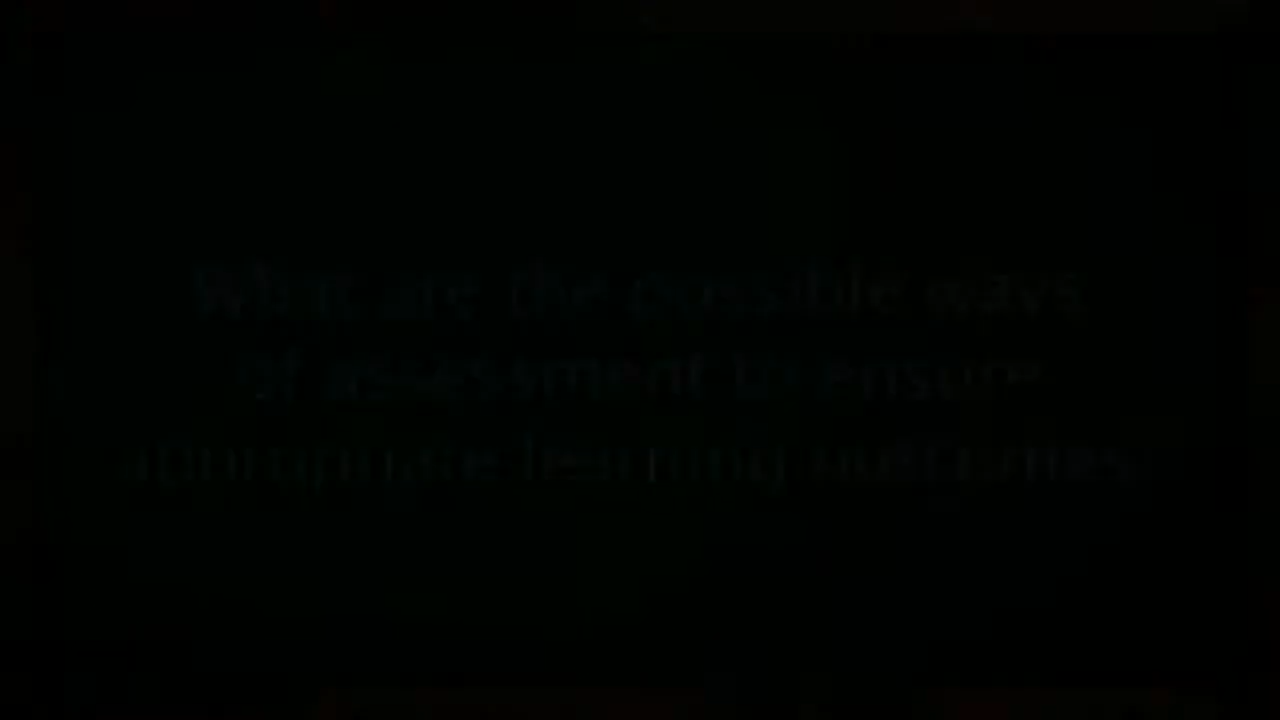 What are the possible ways
of assessment to ensure
appropriate learning outcomes